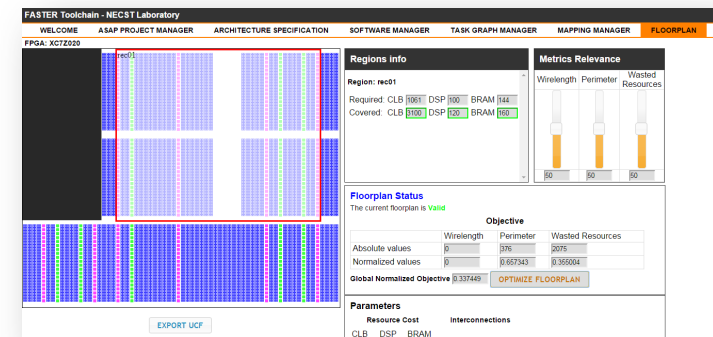 FASTER Toolchain - NECST Laboratory
WELCOME ASAP PROJECT MANAGER ARCHITECTURE SPECIFICATION SOFTWARE MANAGER TASK GRAPH MANAGER MAPPING MANAGER FLOORPLAN
FPGA: XC7Z020
rec01
EXPORT UCF
Regions info
Region: rec01
Required: CLB 1061 DSP 100 BRAM 144
Covered: CLB 3100 DSP 120 BRAM 160
Metrics Relevance
Wirelength Perimeter Wasted
Resources
50 50 50
Floorplan Status
The current floorplan is Valid
Objective
Wirelength Perimeter Wasted Resources
Absolute values 0 376 2075
Normalized values 0 0.657343 0.355004
Global Normalized Objective 0.337449 OPTIMIZE FLOORPLAN
Parameters
Resource Cost Interconnections
CLB DSP BRAM